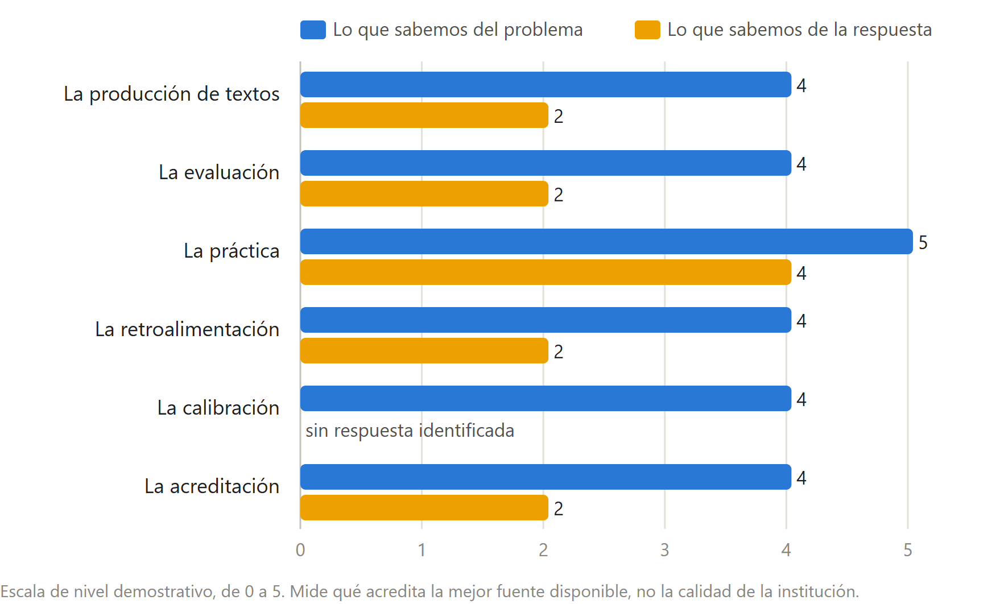 Lo que sabemos del problema
Lo que sabemos de la respuesta
La producción de textos
4
2
La evaluación
4
2
La práctica
5
4
La retroalimentación
4
2
La calibración
4
sin respuesta identificada
La acreditación
4
2
0 1 2 3 4 5
Escala de nivel demostrativo, de 0 a 5. Mide qué acredita la mejor fuente disponible, no la calidad de la institución.